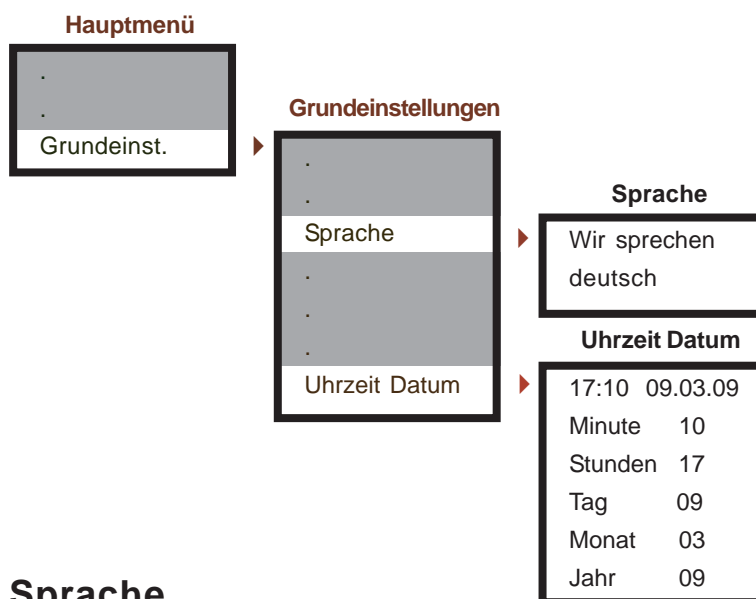 Hauptmenü
.
.
Grundeinst.
Grundeinstellungen
.
.
Sprache
.
.
.
Uhrzeit Datum
Sprache
Wir sprechen
deutsch
Uhrzeit Datum
17:10 09.03.09
Minute 10
Stunden 17
Tag 09
Monat 03
Jahr 09
Sprache